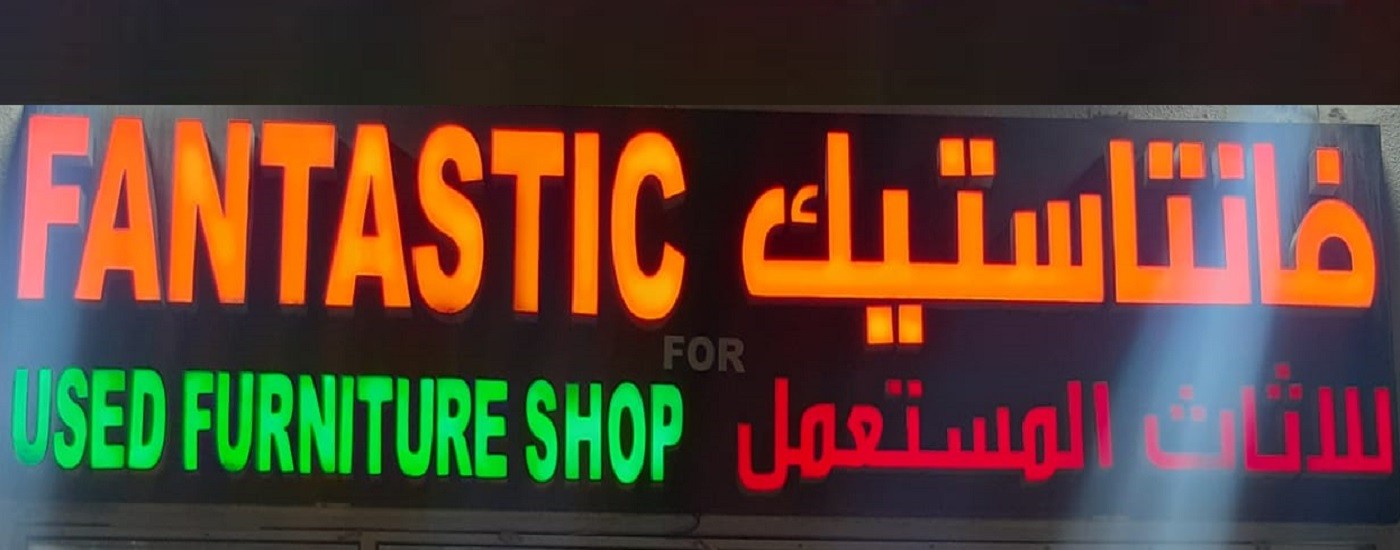 FANTASTIC
فانتاستيك
FOR
USED FURNITURE SHOP
للاثاث المستعمل